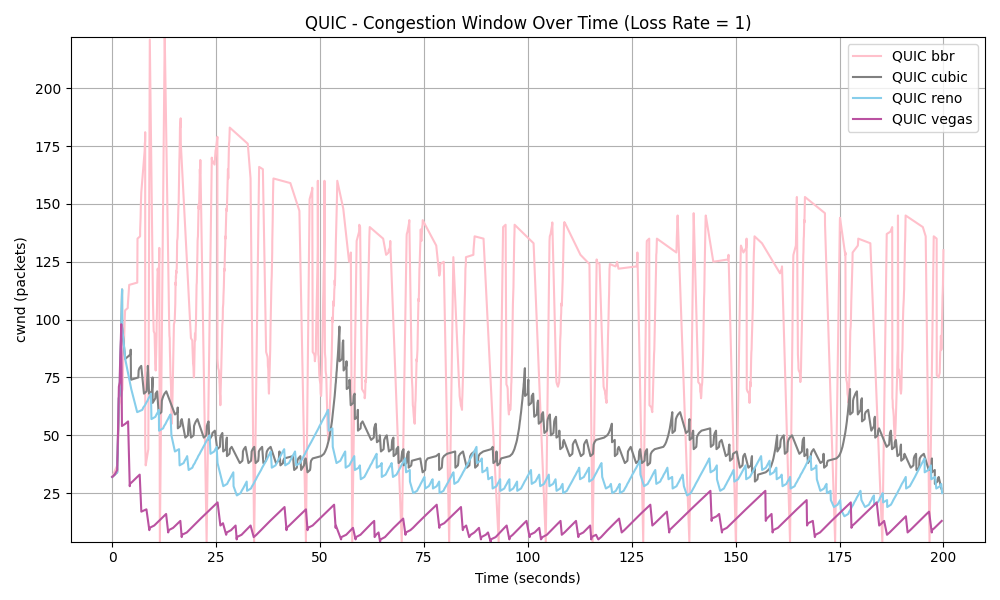 QUIC - Congestion Window Over Time (Loss Rate = 1)
QUIC bbr
QUIC cubic
QUIC reno
QUIC vegas
cwnd (packets)
200
175
150
125
100
75
50
25
0
25
50
75
100
125
150
175
200
Time (seconds)